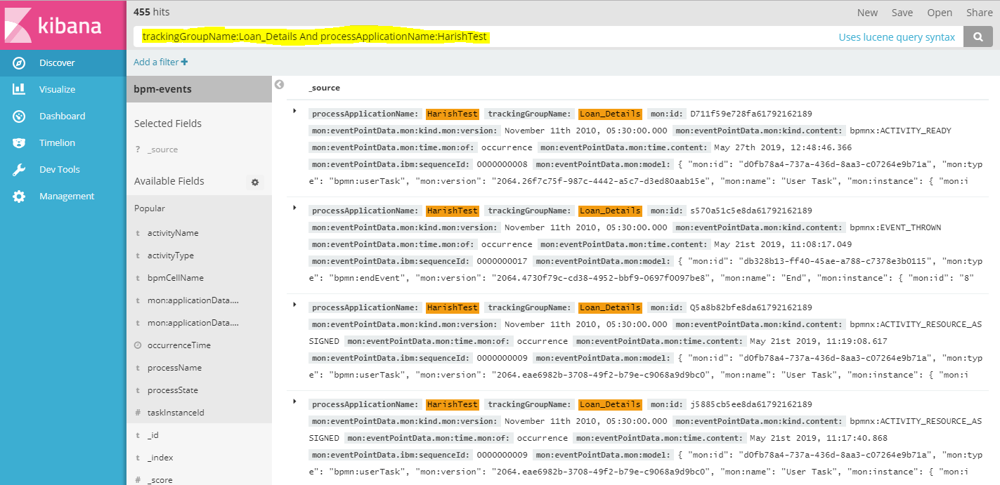 kibana
Discover
Visualize
Dashboard
Timelion
Dev Tools
Management
455 hits
New Save Open Share
trackingGroupName:Loan_Details And processApplicationName:HarishTest
Uses lucene query syntax
Add a filter +
bpm-events
Selected Fields
? _source
Available Fields
Popular
t activityName
t activityType
t bpmCellName
t mon:applicationData....
t mon:applicationData....
occurrenceTime
t processName
t processState
# taskInstanceId
t _id
t _index
# _score
_source
processApplicationName: HarishTest trackingGroupName: Loan_Details mon:id: D711f59e728fa61792162189
mon:eventPointData.mon:kind.mon:version: November 11th 2010, 05:30:00.000 mon:eventPointData.mon:kind.content: bpmnx:ACTIVITY_READY
mon:eventPointData.mon:time.mon:of: occurrence mon:eventPointData.mon:time.content: May 27th 2019, 12:48:46.366
mon:eventPointData.ibm:sequenceId: 0000000008 mon:eventPointData.mon:model: { "mon:id": "d0fb78a4-737a-436d-8aa3-c07264e9b71a", "mon:typ
e": "bpmn:userTask", "mon:version": "2064.26f7c75f-987c-4442-a5c7-d3ed80aab15e", "mon:name": "User Task", "mon:instance": { "mon:i
processApplicationName: HarishTest trackingGroupName: Loan_Details mon:id: s570a51c5e8da61792162189
mon:eventPointData.mon:kind.mon:version: November 11th 2010, 05:30:00.000 mon:eventPointData.mon:kind.content: bpmnx:EVENT_THROWN
mon:eventPointData.mon:time.mon:of: occurrence mon:eventPointData.mon:time.content: May 21st 2019, 11:08:17.049
mon:eventPointData.ibm:sequenceId: 0000000017 mon:eventPointData.mon:model: { "mon:id": "db328b13-ff40-45ae-a788-c7378e3b0115", "mon:typ
e": "bpmn:endEvent", "mon:version": "2064.4730f79c-cd38-4952-bbf9-0697f0097be8", "mon:name": "End", "mon:instance": { "mon:id": "8"
processApplicationName: HarishTest trackingGroupName: Loan_Details mon:id: Q5a8b82bfe8da61792162189
mon:eventPointData.mon:kind.mon:version: November 11th 2010, 05:30:00.000 mon:eventPointData.mon:kind.content: bpmnx:ACTIVITY_RESOURCE_AS
SIGNED mon:eventPointData.mon:time.mon:of: occurrence mon:eventPointData.mon:time.content: May 21st 2019, 11:19:08.617
mon:eventPointData.ibm:sequenceId: 0000000009 mon:eventPointData.mon:model: { "mon:id": "d0fb78a4-737a-436d-8aa3-c07264e9b71a", "mon:typ
e": "bpmn:userTask", "mon:version": "2064.eae6982b-3708-49f2-b79e-c9068a9d9bc0", "mon:name": "User Task", "mon:instance": { "mon:i
processApplicationName: HarishTest trackingGroupName: Loan_Details mon:id: j5885cb5ee8da61792162189
mon:eventPointData.mon:kind.mon:version: November 11th 2010, 05:30:00.000 mon:eventPointData.mon:kind.content: bpmnx:ACTIVITY_RESOURCE_AS
SIGNED mon:eventPointData.mon:time.mon:of: occurrence mon:eventPointData.mon:time.content: May 21st 2019, 11:17:40.868
mon:eventPointData.ibm:sequenceId: 0000000009 mon:eventPointData.mon:model: { "mon:id": "d0fb78a4-737a-436d-8aa3-c07264e9b71a", "mon:typ
e": "bpmn:userTask", "mon:version": "2064.eae6982b-3708-49f2-b79e-c9068a9d9bc0", "mon:name": "User Task", "mon:instance": { "mon:i